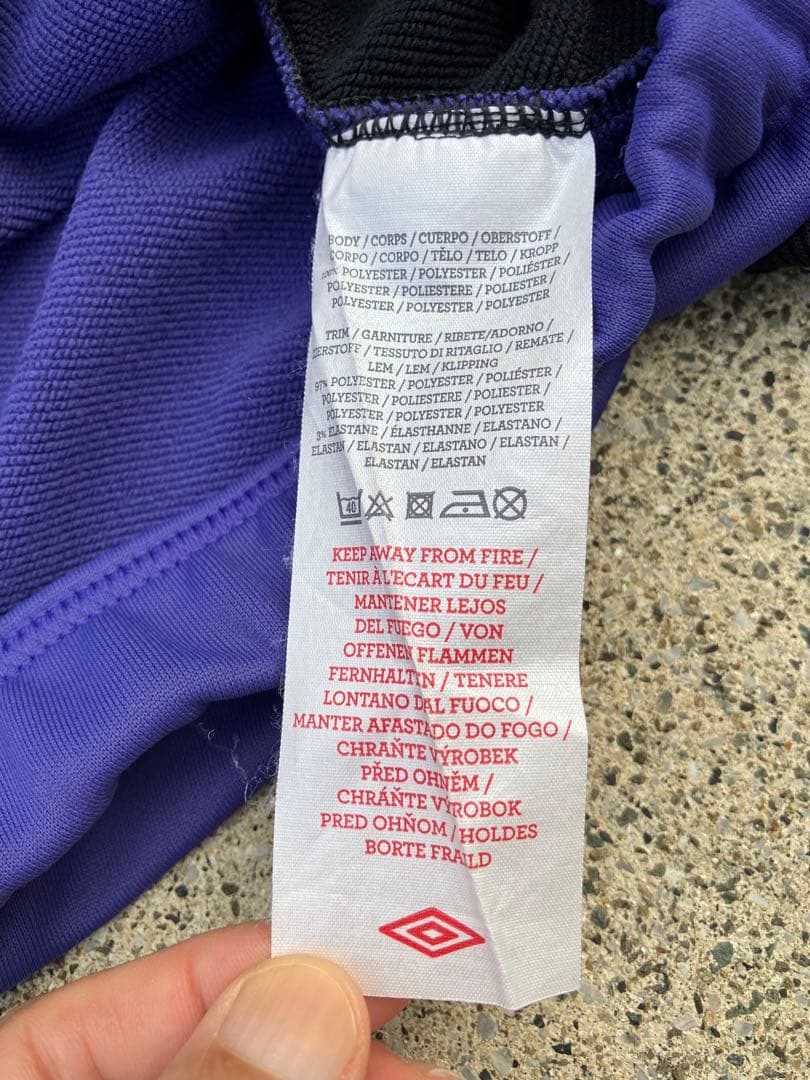 BODY / CORPS / CUERPO / OBERSTOFF /
CORPO / CORPO / TĚLO / TELO / KROPP
100% POLYESTER / POLYESTER / POLIÉSTER /
POLYESTER / POLIESTERE / POLIESTER /
POLYESTER / POLYESTER / POLYESTER
TRIM / GARNITURE / RIBETE/ADORNO /
OBERSTOFF / TESSUTO DI RITAGLIO / REMATE /
LEM / LEM / KLIPPING
97% POLYESTER / POLYESTER / POLIÉSTER /
POLYESTER / POLIESTERE / POLIESTER /
POLYESTER / POLYESTER / POLYESTER
3% ELASTANE / ÉLASTHANNE / ELASTANO /
ELASTAN / ELASTAN / ELASTANO / ELASTAN /
ELASTAN / ELASTAN
40
KEEP AWAY FROM FIRE /
TENIR À L'ECART DU FEU /
MANTENER LEJOS
DEL FUEGO / VON
OFFENEN FLAMMEN
FERNHALTEN / TENERE
LONTANO DAL FUOCO /
MANTER AFASTADO DO FOGO /
CHRAŇTE VÝROBEK
PŘED OHNĚM /
CHRÁŇTE VÝROBOK
PRED OHŇOM / HOLDES
BORTE FRA ILD